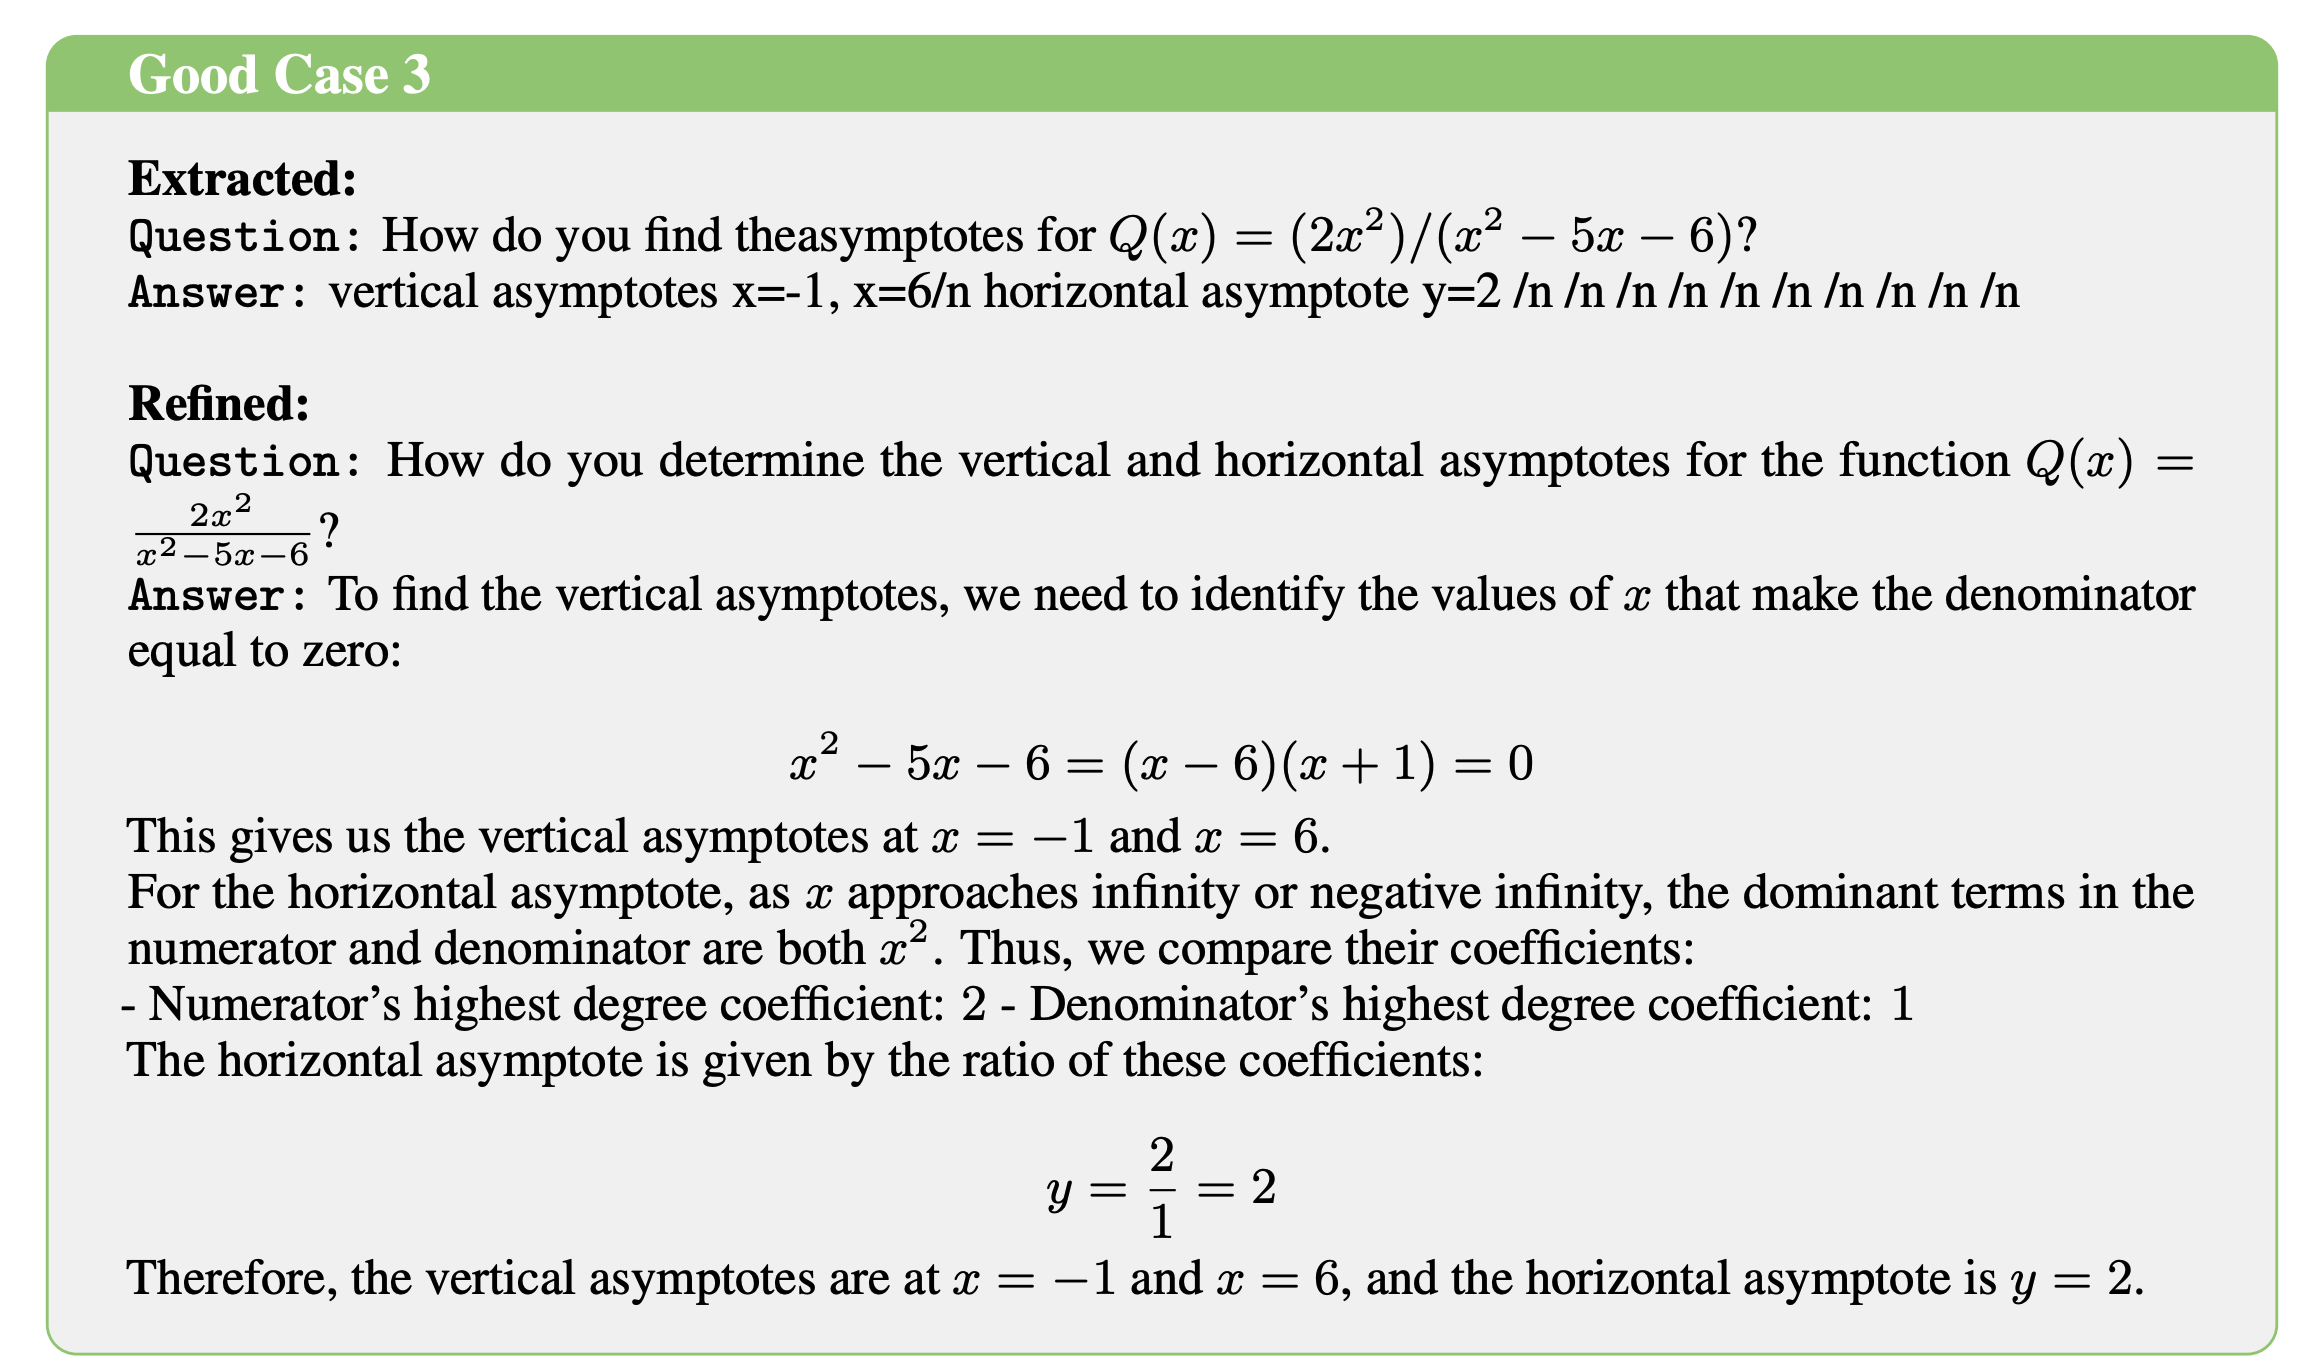 Good Case 3
Extracted:
Question: How do you find theasymptotes for Q(x) = (2x²)/(x² − 5x − 6)?
Answer: vertical asymptotes x=-1, x=6/n horizontal asymptote y=2 /n /n /n /n /n /n /n /n /n /n
Refined:
Question: How do you determine the vertical and horizontal asymptotes for the function Q(x) =
\frac{2x^2}{x^2-5x-6}?
Answer: To find the vertical asymptotes, we need to identify the values of x that make the denominator
equal to zero:
x² − 5x − 6 = (x − 6)(x + 1) = 0
This gives us the vertical asymptotes at x = −1 and x = 6.
For the horizontal asymptote, as x approaches infinity or negative infinity, the dominant terms in the
numerator and denominator are both x². Thus, we compare their coefficients:
- Numerator’s highest degree coefficient: 2 - Denominator’s highest degree coefficient: 1
The horizontal asymptote is given by the ratio of these coefficients:
y = \frac{2}{1} = 2
Therefore, the vertical asymptotes are at x = −1 and x = 6, and the horizontal asymptote is y = 2.